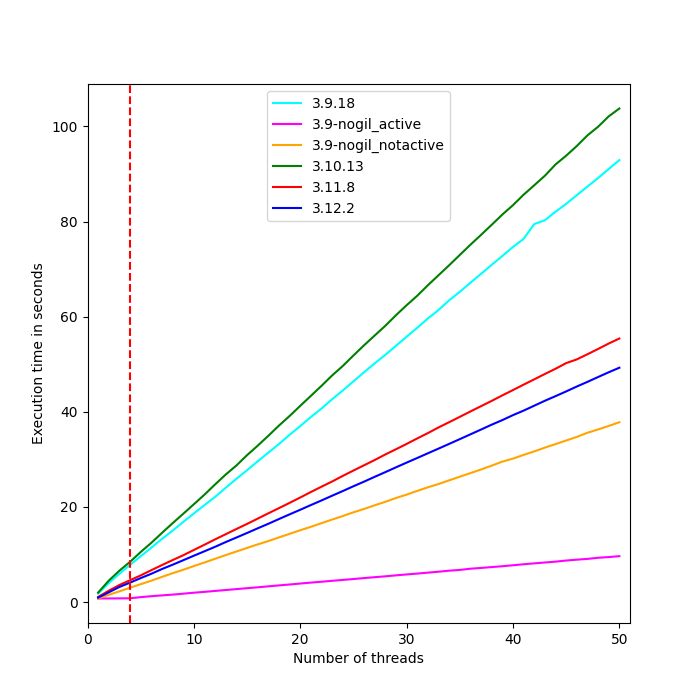 3.9.18
3.9-nogil_active
3.9-nogil_notactive
3.10.13
3.11.8
3.12.2
Execution time in seconds
100
80
60
40
20
0
0 10 20 30 40 50
Number of threads